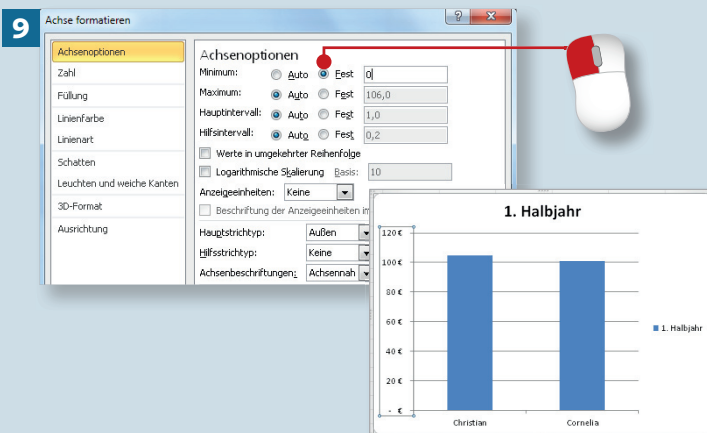 9
Achse formatieren
Achsenoptionen
Zahl
Füllung
Linienfarbe
Linienart
Schatten
Leuchten und weiche Kanten
3D-Format
Ausrichtung
Achsenoptionen
Minimum: Auto Fest 0
Maximum: Auto Fest 106,0
Hauptintervall: Auto Fest 1,0
Hilfsintervall: Auto Fest 0,2
Werte in umgekehrter Reihenfolge
Logarithmische Skalierung Basis: 10
Anzeigeeinheiten: Keine
Beschriftung der Anzeigeeinheiten
Hauptstrichtyp: Außen
Hilfsstrichtyp: Keine
Achsenbeschriftungen: Achsennah
1. Halbjahr
120 €
100 €
80 €
60 €
40 €
20 €
- €
Christian Cornelia
1. Halbjahr